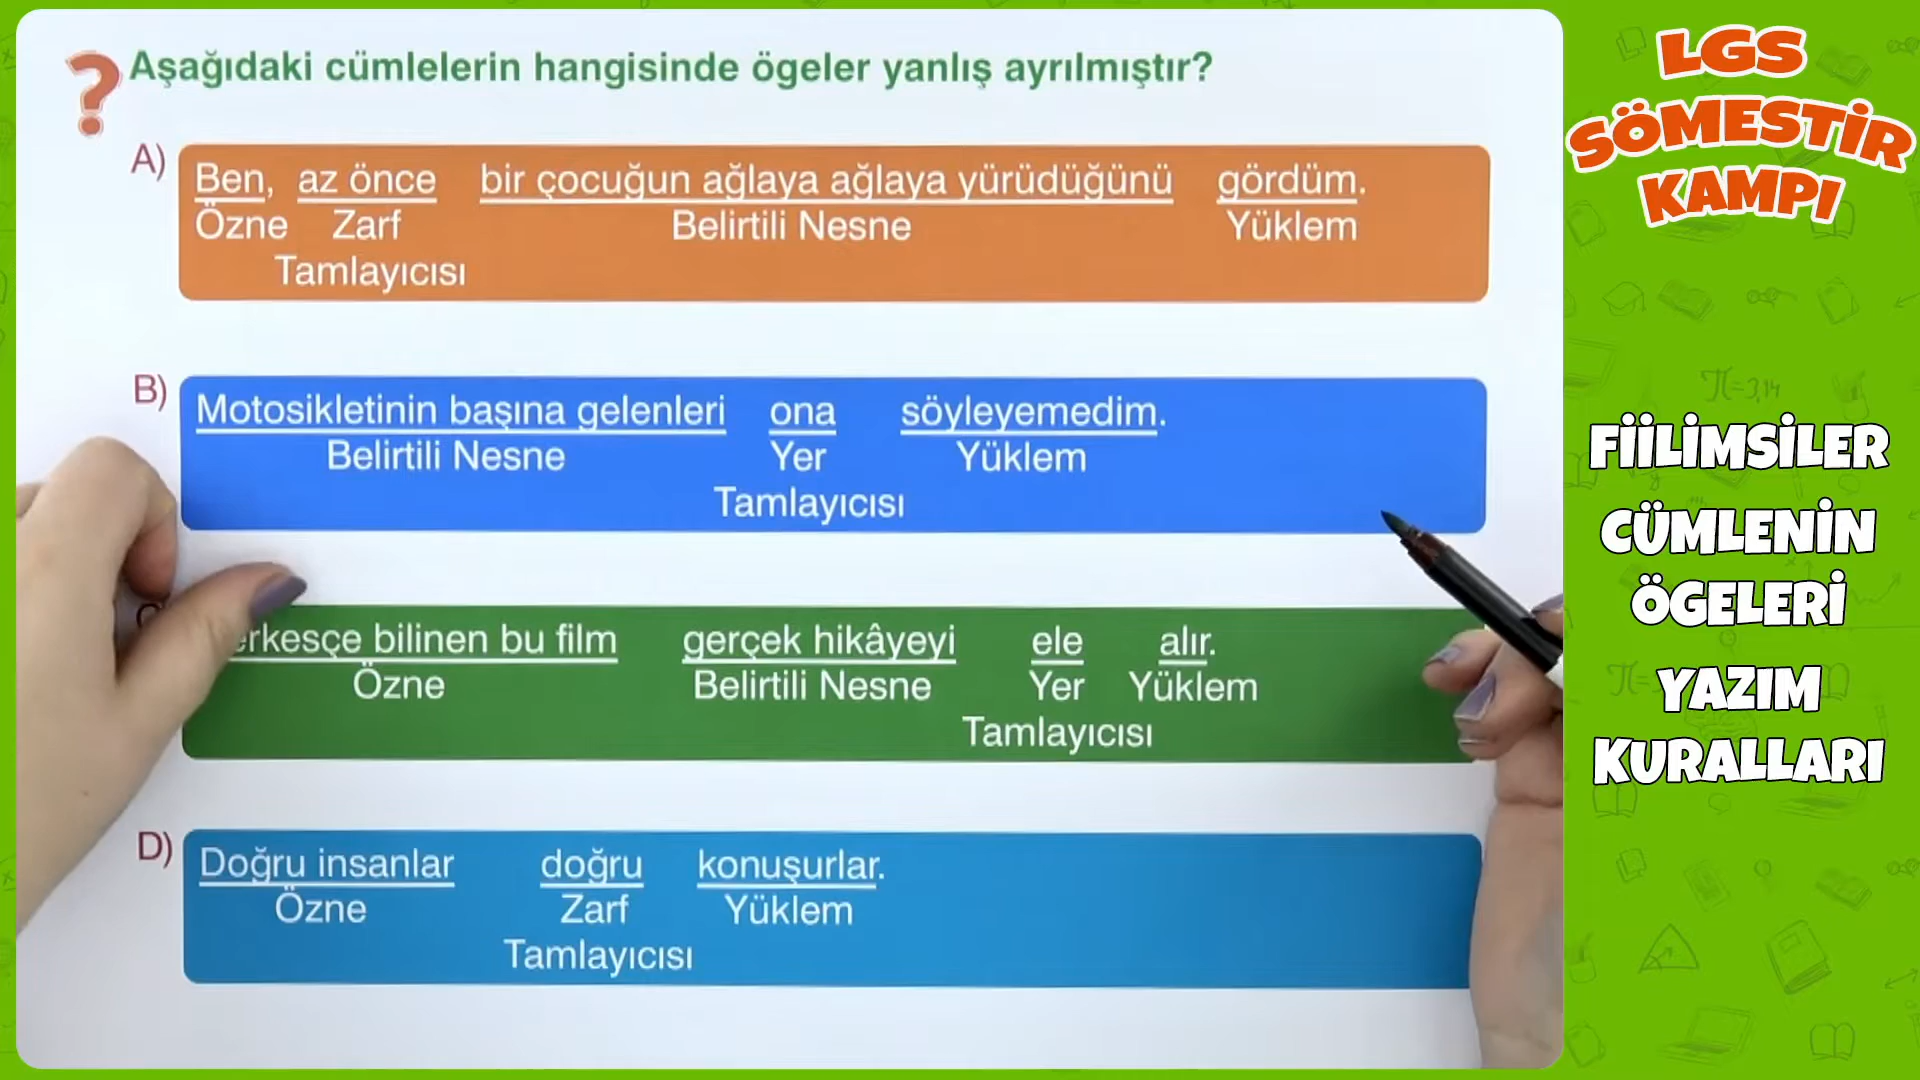 Aşağıdaki cümlelerin hangisinde ögeler yanlış ayrılmıştır?
A)
Ben, az önce bir çocuğun ağlaya ağlaya yürüdüğünü gördüm.
Özne Zarf Belirtili Nesne Yüklem
Tamlayıcısı
B)
Motosikletinin başına gelenleri ona söyleyemedim.
Belirtili Nesne Yer Yüklem
Tamlayıcısı
bilinen bu film gerçek hikâyeyi ele alır.
Özne Belirtili Nesne Yer Yüklem
Tamlayıcısı
D)
Doğru insanlar doğru konuşurlar.
Özne Zarf Yüklem
Tamlayıcısı
LGS
SÖMESTİR
KAMPI
FİİLİMSİLER
CÜMLENİN
ÖGELERİ
YAZIM
KURALLARI
π=3,14